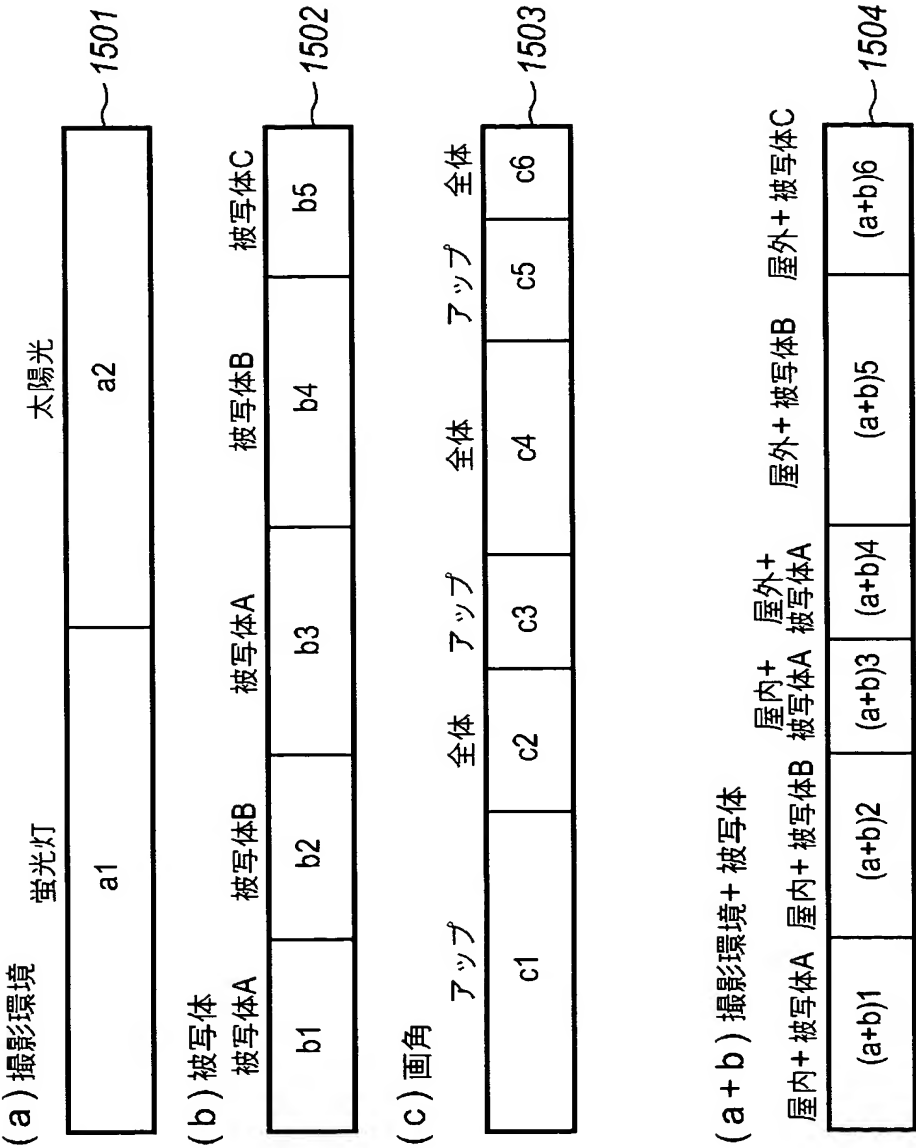 (a)撮影環境
蛍光灯 太陽光
a1 a2 1501
(b)被写体
被写体A 被写体B 被写体A 被写体B 被写体C
b1 b2 b3 b4 b5 1502
(c)画角
アップ 全体 アップ 全体 アップ 全体
c1 c2 c3 c4 c5 c6 1503
(a+b)撮影環境+被写体
屋内+被写体A 屋内+被写体B 屋内+ 屋外+ 屋外+被写体B 屋外+被写体C
被写体A 被写体A
(a+b)1 (a+b)2 (a+b)3 (a+b)4 (a+b)5 (a+b)6 1504